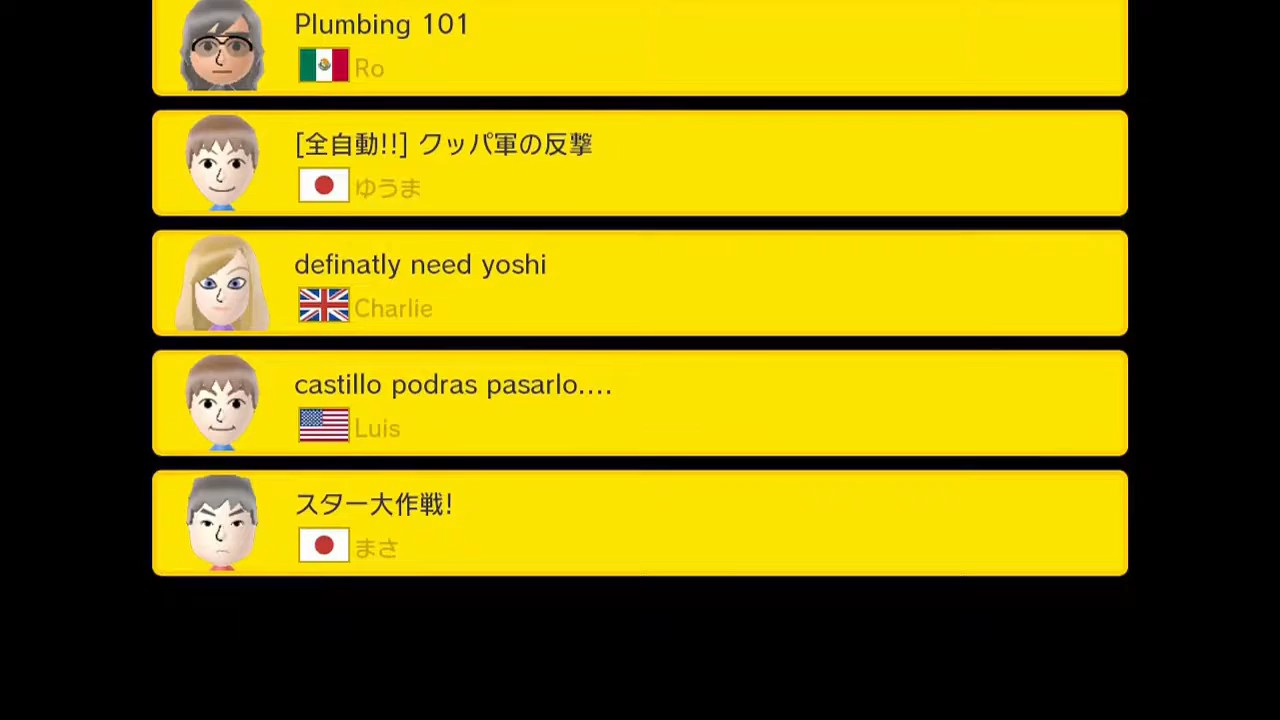 Plumbing 101
Ro
[全自動!!] クッパ軍の反撃
ゆうま
definatly need yoshi
Charlie
castillo podras pasarlo....
Luis
スター大作戦!
まさ